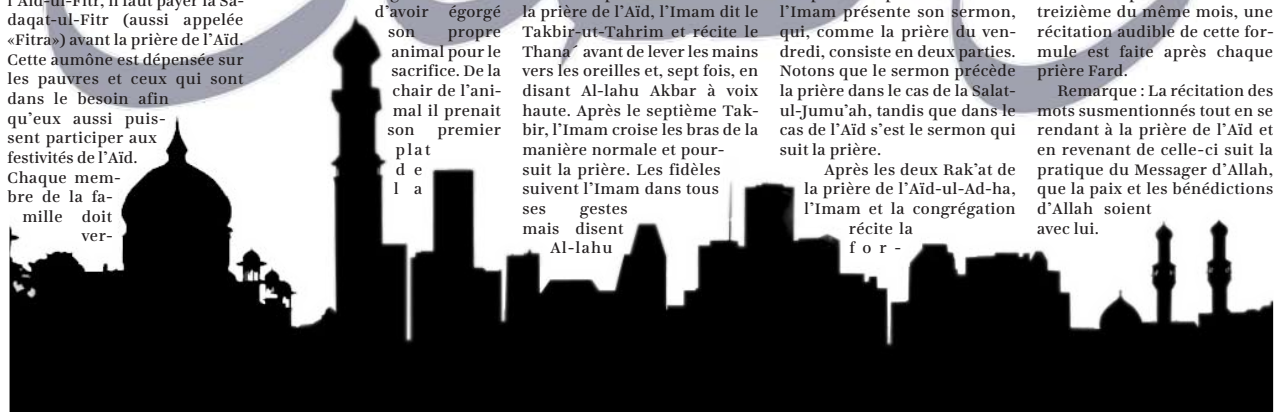 l'Aïd-ul-Fitr, il faut payer la Sa-
daqat-ul-Fitr (aussi appelée
«Fitra») avant la prière de l'Aïd.
Cette aumône est dépensée sur
les pauvres et ceux qui sont
dans le besoin afin
qu'eux aussi puis-
sent participer aux
festivités de l'Aïd.
Chaque mem-
bre de la fa-
mille doit
ver-
d'avoir égorgé
son propre
animal pour le
sacrifice. De la
chair de l'ani-
mal il prenait
son premier
plat
de
la
la prière de l'Aïd, l'Imam dit le
Takbir-ut-Tahrim et récite le
Thana´ avant de lever les mains
vers les oreilles et, sept fois, en
disant Al-lahu Akbar à voix
haute. Après le septième Tak-
bir, l'Imam croise les bras de la
manière normale et pour-
suit la prière. Les fidèles
suivent l'Imam dans tous
ses gestes
mais disent
Al-lahu
l'Imam présente son sermon,
qui, comme la prière du ven-
dredi, consiste en deux parties.
Notons que le sermon précède
la prière dans le cas de la Salat-
ul-Jumu'ah, tandis que dans le
cas de l'Aïd s'est le sermon qui
suit la prière.
Après les deux Rak'at de
la prière de l'Aïd-ul-Ad-ha,
l'Imam et la congrégation
récite la
for-
treizième du même mois, une
récitation audible de cette for-
mule est faite après chaque
prière Fard.
Remarque : La récitation des
mots susmentionnés tout en se
rendant à la prière de l'Aïd et
en revenant de celle-ci suit la
pratique du Messager d'Allah,
que la paix et les bénédictions
d'Allah soient
avec lui.